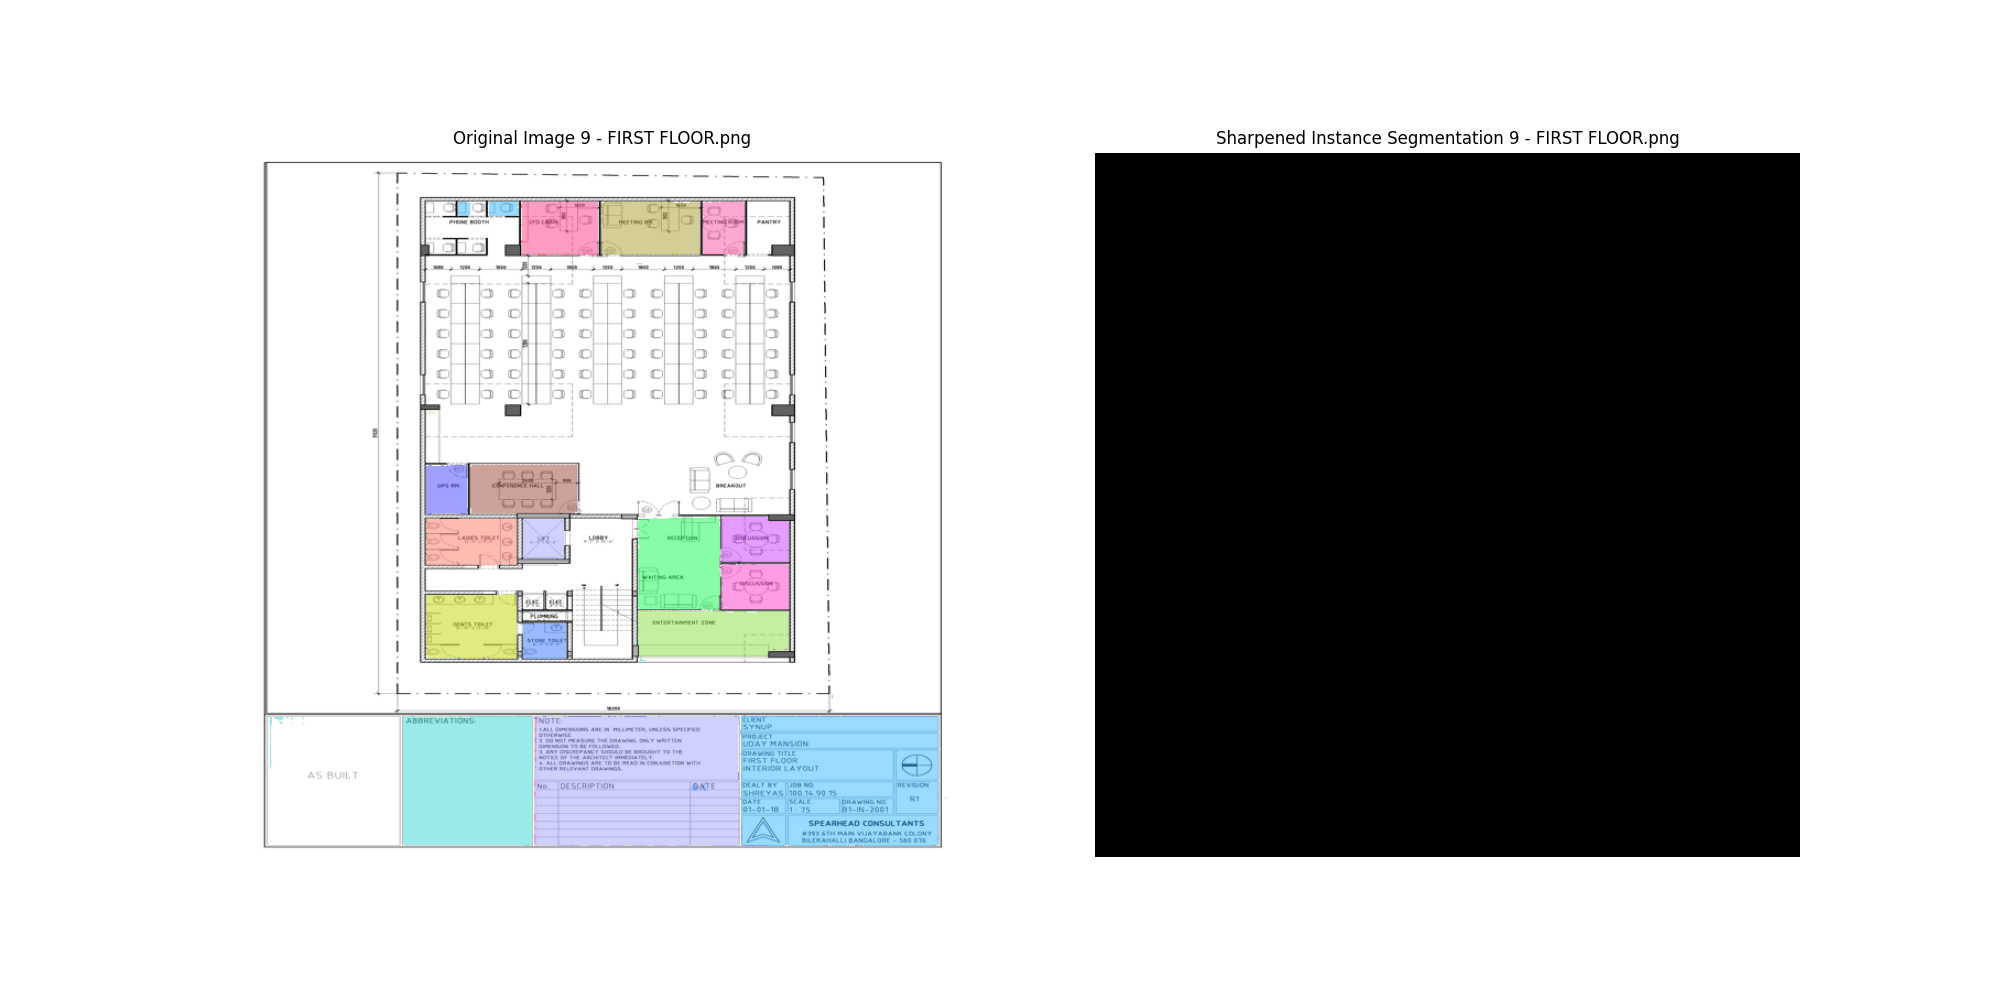 Original Image 9 - FIRST FLOOR.png
Sharpened Instance Segmentation 9 - FIRST FLOOR.png
PHONE BOOTH
CFO CABIN
MEETING RM.
MEETING ROOM
PANTRY
1200
1200
1200
1200
1200
UPS RM.
CONFERENCE HALL
BREAKOUT
LADIES TOILET
LIFT
LOBBY
RECEPTION
DISCUSSION
WAITING AREA
DISCUSSION
ELEC
ELEC
PLUMBING
GENTS TOILET
STORE TOILET
ENTERTAINMENT ZONE
ABBREVIATIONS:
AS BUILT
NOTE:
1.ALL DIMENSIONS ARE IN MILLIMETER, UNLESS SPECIFIED
OTHERWISE.
2. DO NOT MEASURE THE DRAWING. ONLY WRITTEN
DIMENSION TO BE FOLLOWED.
3. ANY DISCREPANCY SHOULD BE BROUGHT TO THE
NOTICE OF THE ARCHITECT IMMEDIATELY.
4. ALL DRAWINGS ARE TO BE READ IN CONJUNCTION WITH
OTHER RELEVANT DRAWINGS.
No. DESCRIPTION DATE
CLIENT
SYNUP
PROJECT
UDAY MANSION
DRAWING TITLE
FIRST FLOOR
INTERIOR LAYOUT
DEALT BY
SHREYAS
JOB NO.
100.14.90.15
REVISION
R1
DATE
01-01-18
SCALE
1 : 75
DRAWING NO.
B1-IN-2001
SPEARHEAD CONSULTANTS
#393 6TH MAIN VIJAYABANK COLONY
BILEKAHALLI BANGALORE - 560 076